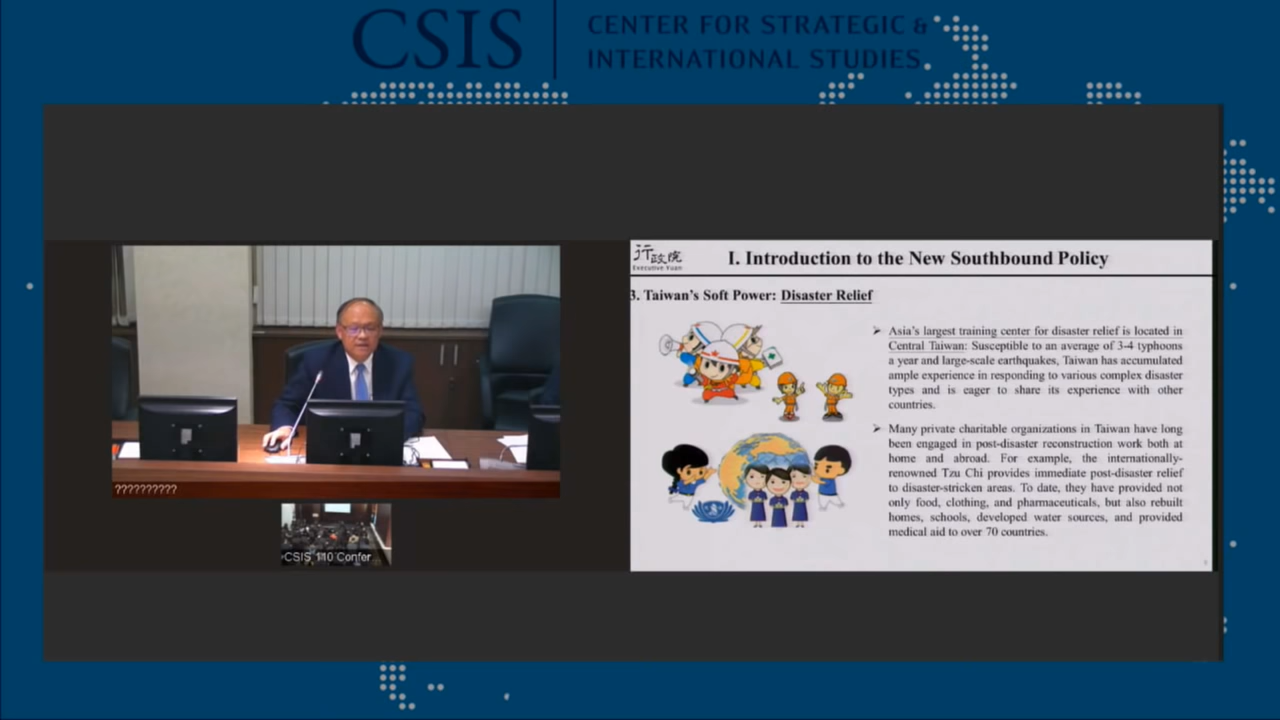 CSIS
CENTER FOR STRATEGIC &
INTERNATIONAL STUDIES
??????????
CSIS 110 Confer
行政院
Executive Yuan
I. Introduction to the New Southbound Policy
3. Taiwan's Soft Power: Disaster Relief
➢ Asia's largest training center for disaster relief is located in
Central Taiwan: Susceptible to an average of 3-4 typhoons
a year and large-scale earthquakes, Taiwan has accumulated
ample experience in responding to various complex disaster
types and is eager to share its experience with other
countries.
➢ Many private charitable organizations in Taiwan have long
been engaged in post-disaster reconstruction work both at
home and abroad. For example, the internationally-
renowned Tzu Chi provides immediate post-disaster relief
to disaster-stricken areas. To date, they have provided not
only food, clothing, and pharmaceuticals, but also rebuilt
homes, schools, developed water sources, and provided
medical aid to over 70 countries.